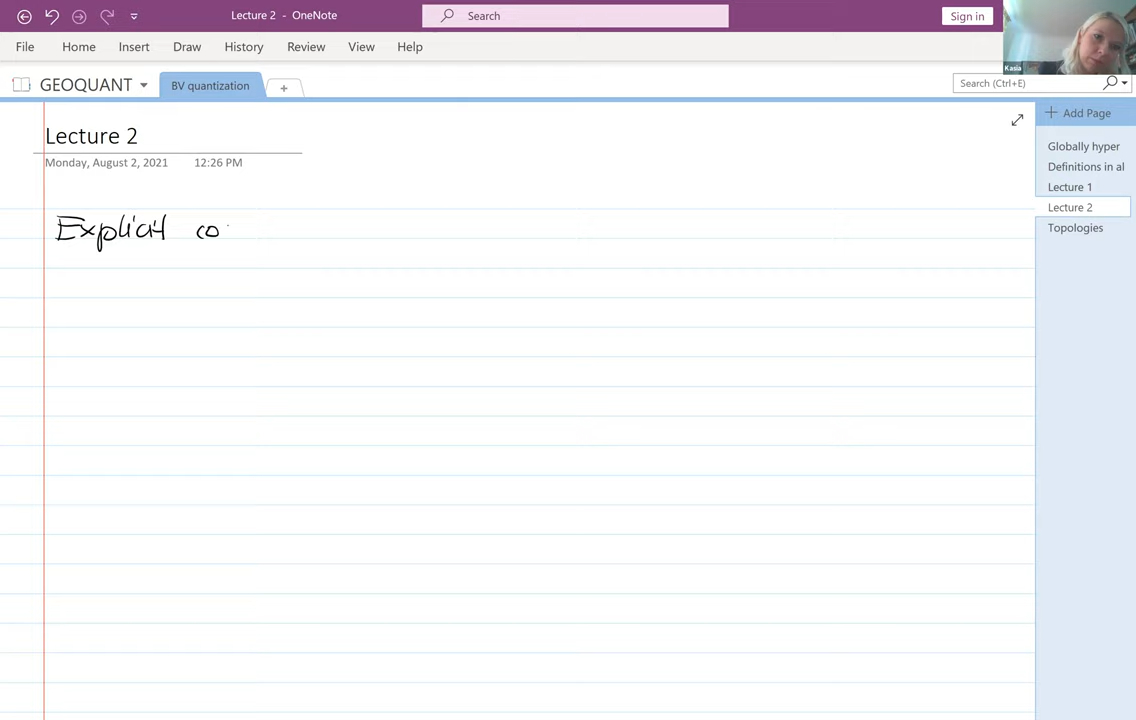 Lecture 2 - OneNote
Search
Sign in
File Home Insert Draw History Review View Help
Kasia
GEOQUANT
BV quantization
Search (Ctrl+E)
Lecture 2
Monday, August 2, 2021 12:26 PM
Explicit co
Add Page
Globally hyper
Definitions in al
Lecture 1
Lecture 2
Topologies